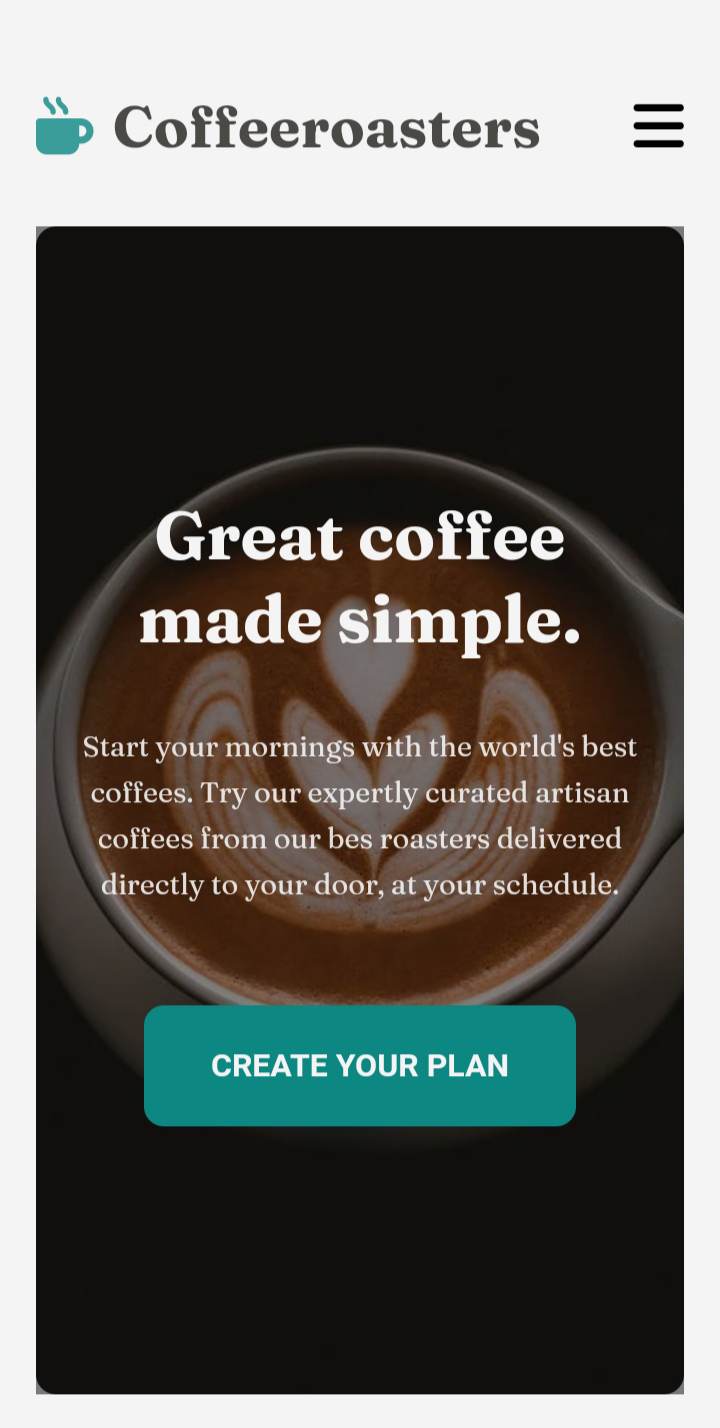 Coffeeroasters
Great coffee
made simple.
Start your mornings with the world's best
coffees. Try our expertly curated artisan
coffees from our bes roasters delivered
directly to your door, at your schedule.
CREATE YOUR PLAN